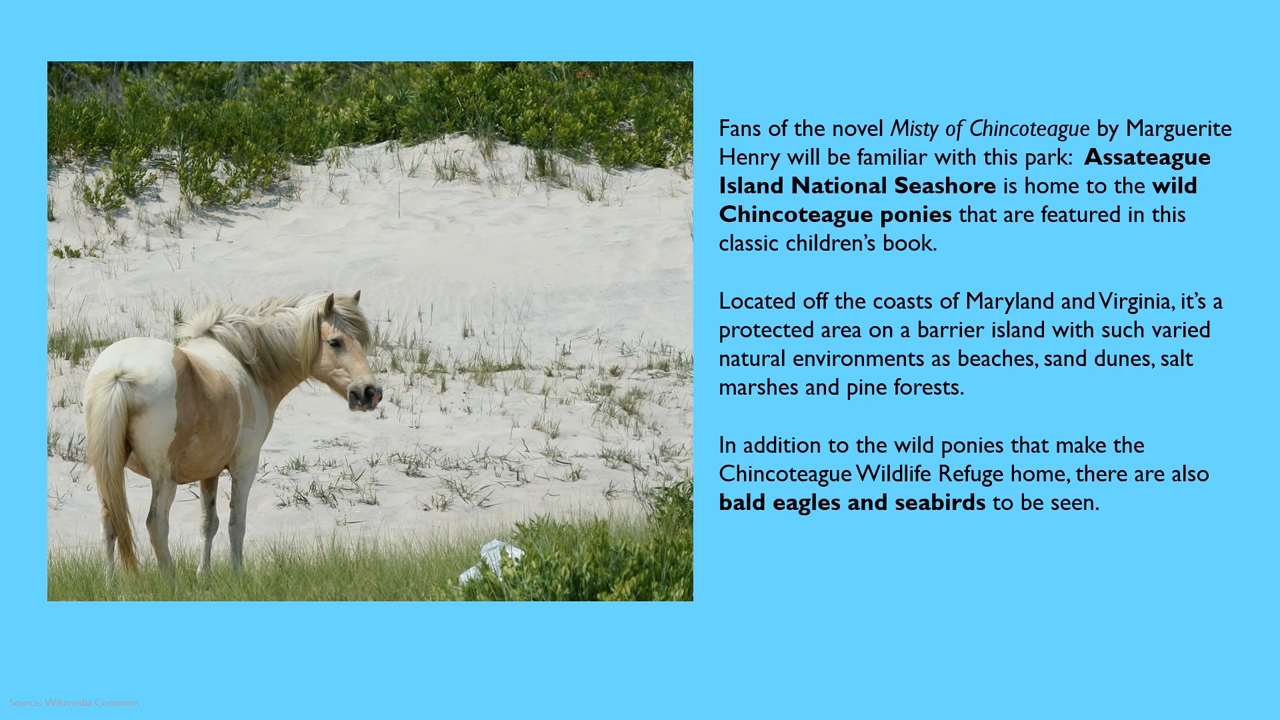 Fans of the novel Misty of Chincoteague by Marguerite
Henry will be familiar with this park: Assateague
Island National Seashore is home to the wild
Chincoteague ponies that are featured in this
classic children's book.
Located off the coasts of Maryland and Virginia, it's a
protected area on a barrier island with such varied
natural environments as beaches, sand dunes, salt
marshes and pine forests.
In addition to the wild ponies that make the
Chincoteague Wildlife Refuge home, there are also
bald eagles and seabirds to be seen.
Source: Wikimedia Commons